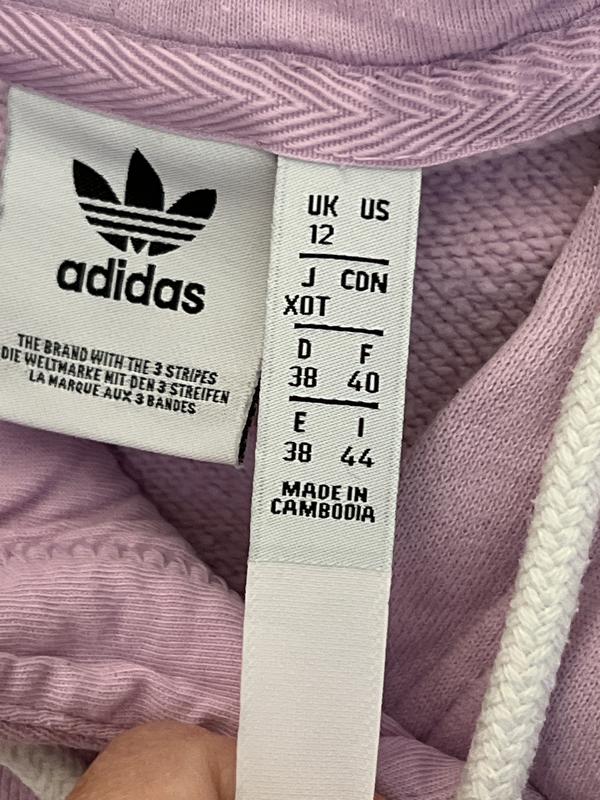 adidas
THE BRAND WITH THE 3 STRIPES
DIE WELTMARKE MIT DEN 3 STREIFEN
LA MARQUE AUX 3 BANDES
UK US
12
J CDN
XOT
D F
38 40
E I
38 44
MADE IN
CAMBODIA